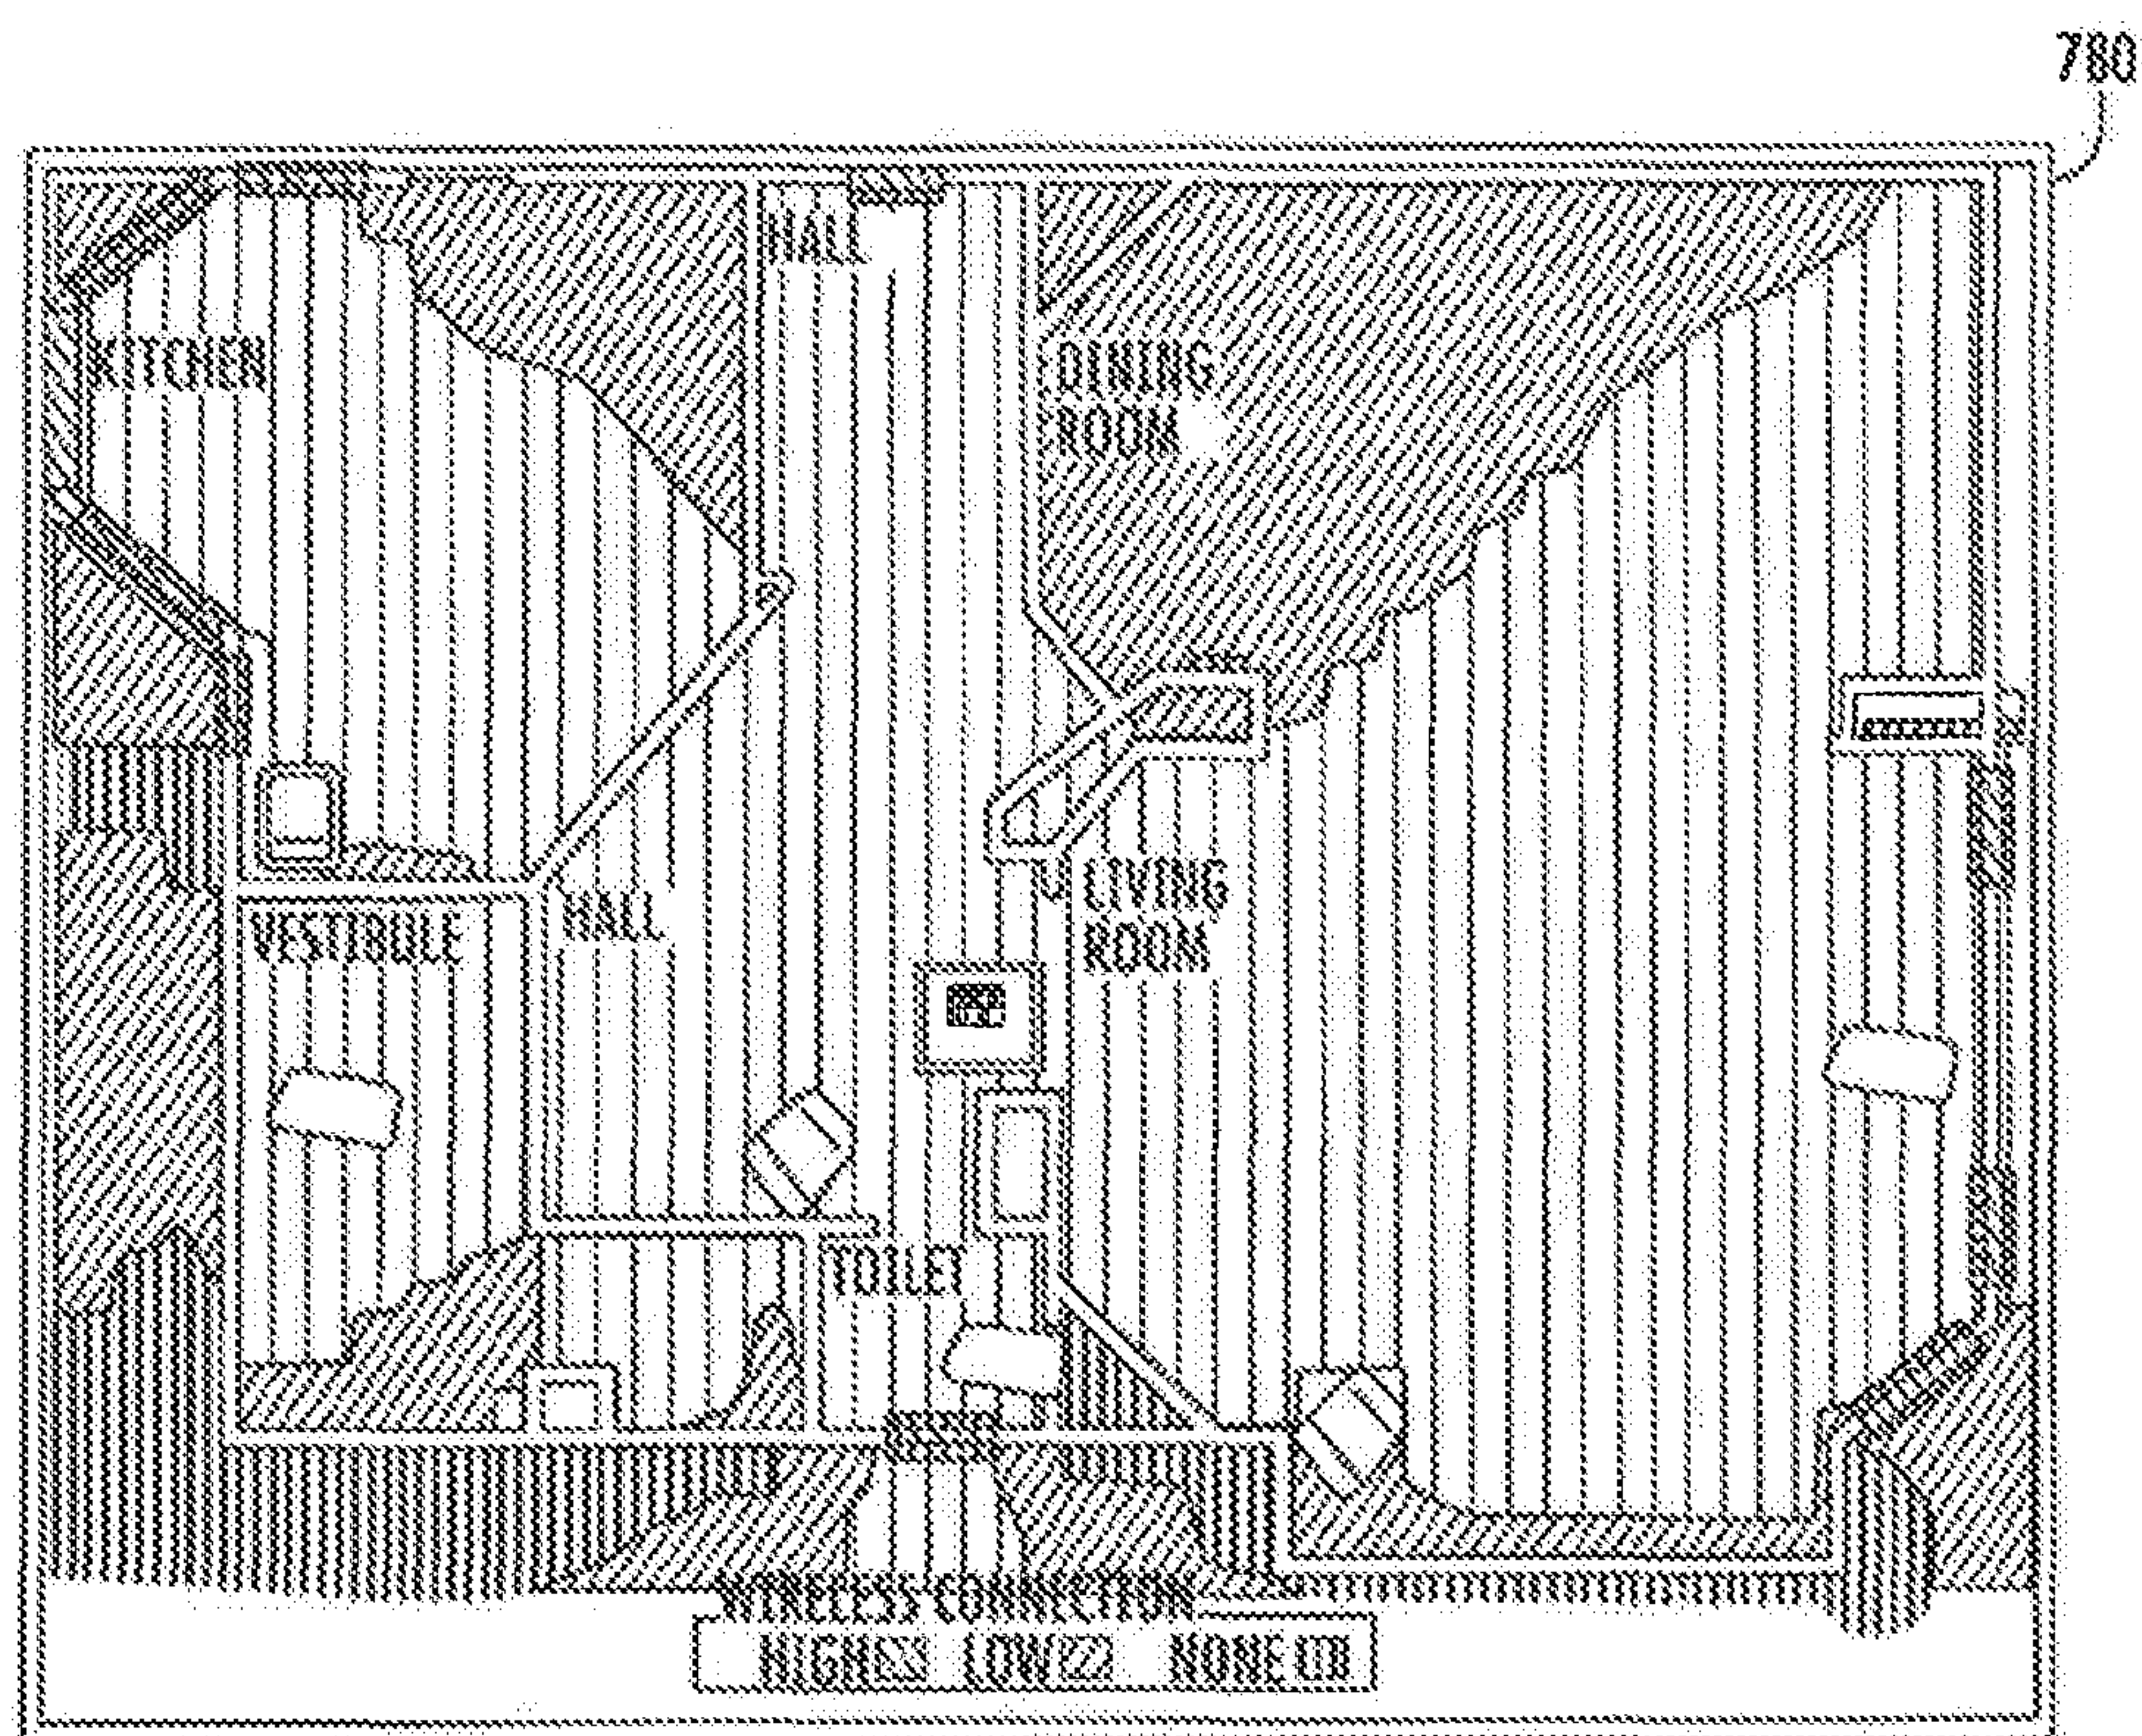 780
HALL
KITCHEN
DINING
ROOM
LIVING
ROOM
VESTIBULE
HALL
TOILET
WIRELESS CONNECTION
HIGH LOW NONE